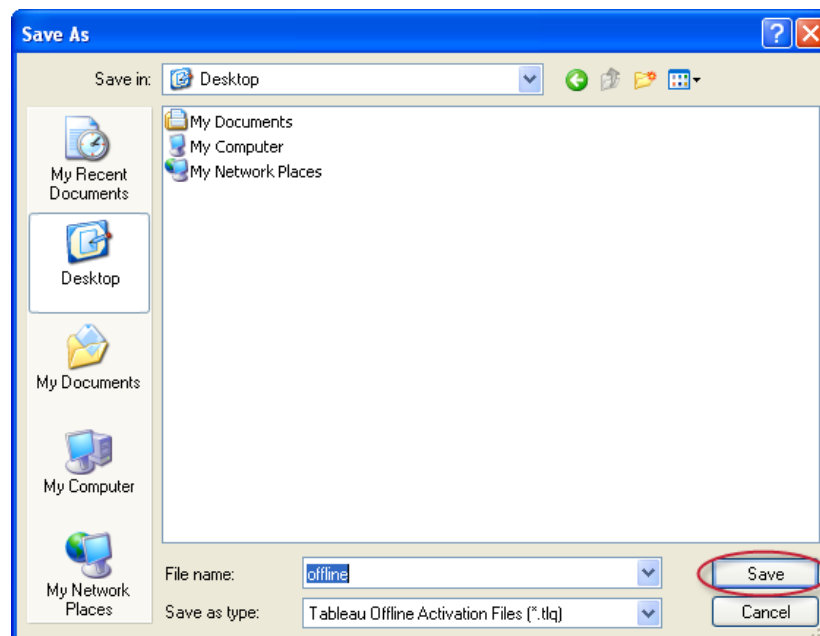 Save As
Save in: Desktop
My Documents
My Computer
My Network Places
My Recent
Documents
Desktop
My Documents
My Computer
My Network
Places
File name: offline Save
Save as type: Tableau Offline Activation Files (*.tlq) Cancel